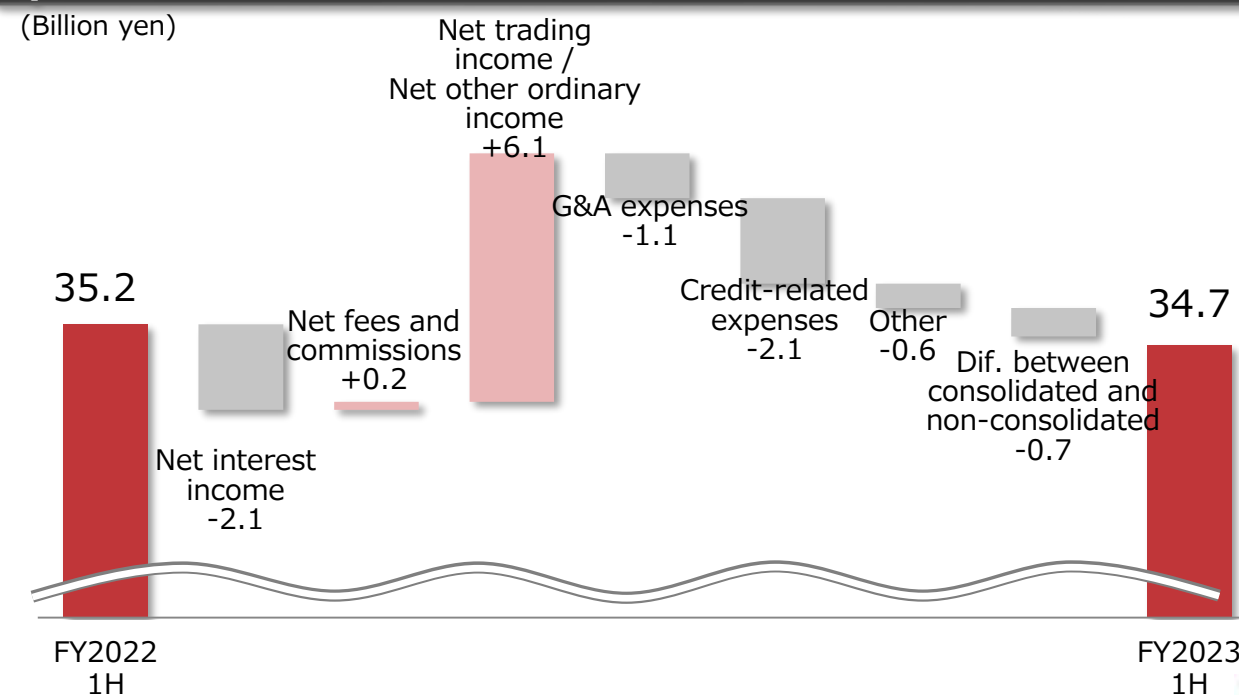 (Billion yen)
Net trading
income /
Net other ordinary
income
+6.1
G&A expenses
-1.1
35.2
Net fees and
commissions
+0.2
Net interest
income
-2.1
Credit-related
expenses
-2.1
Other
-0.6
Dif. between
consolidated and
non-consolidated
-0.7
34.7
FY2022
1H
FY2023
1H